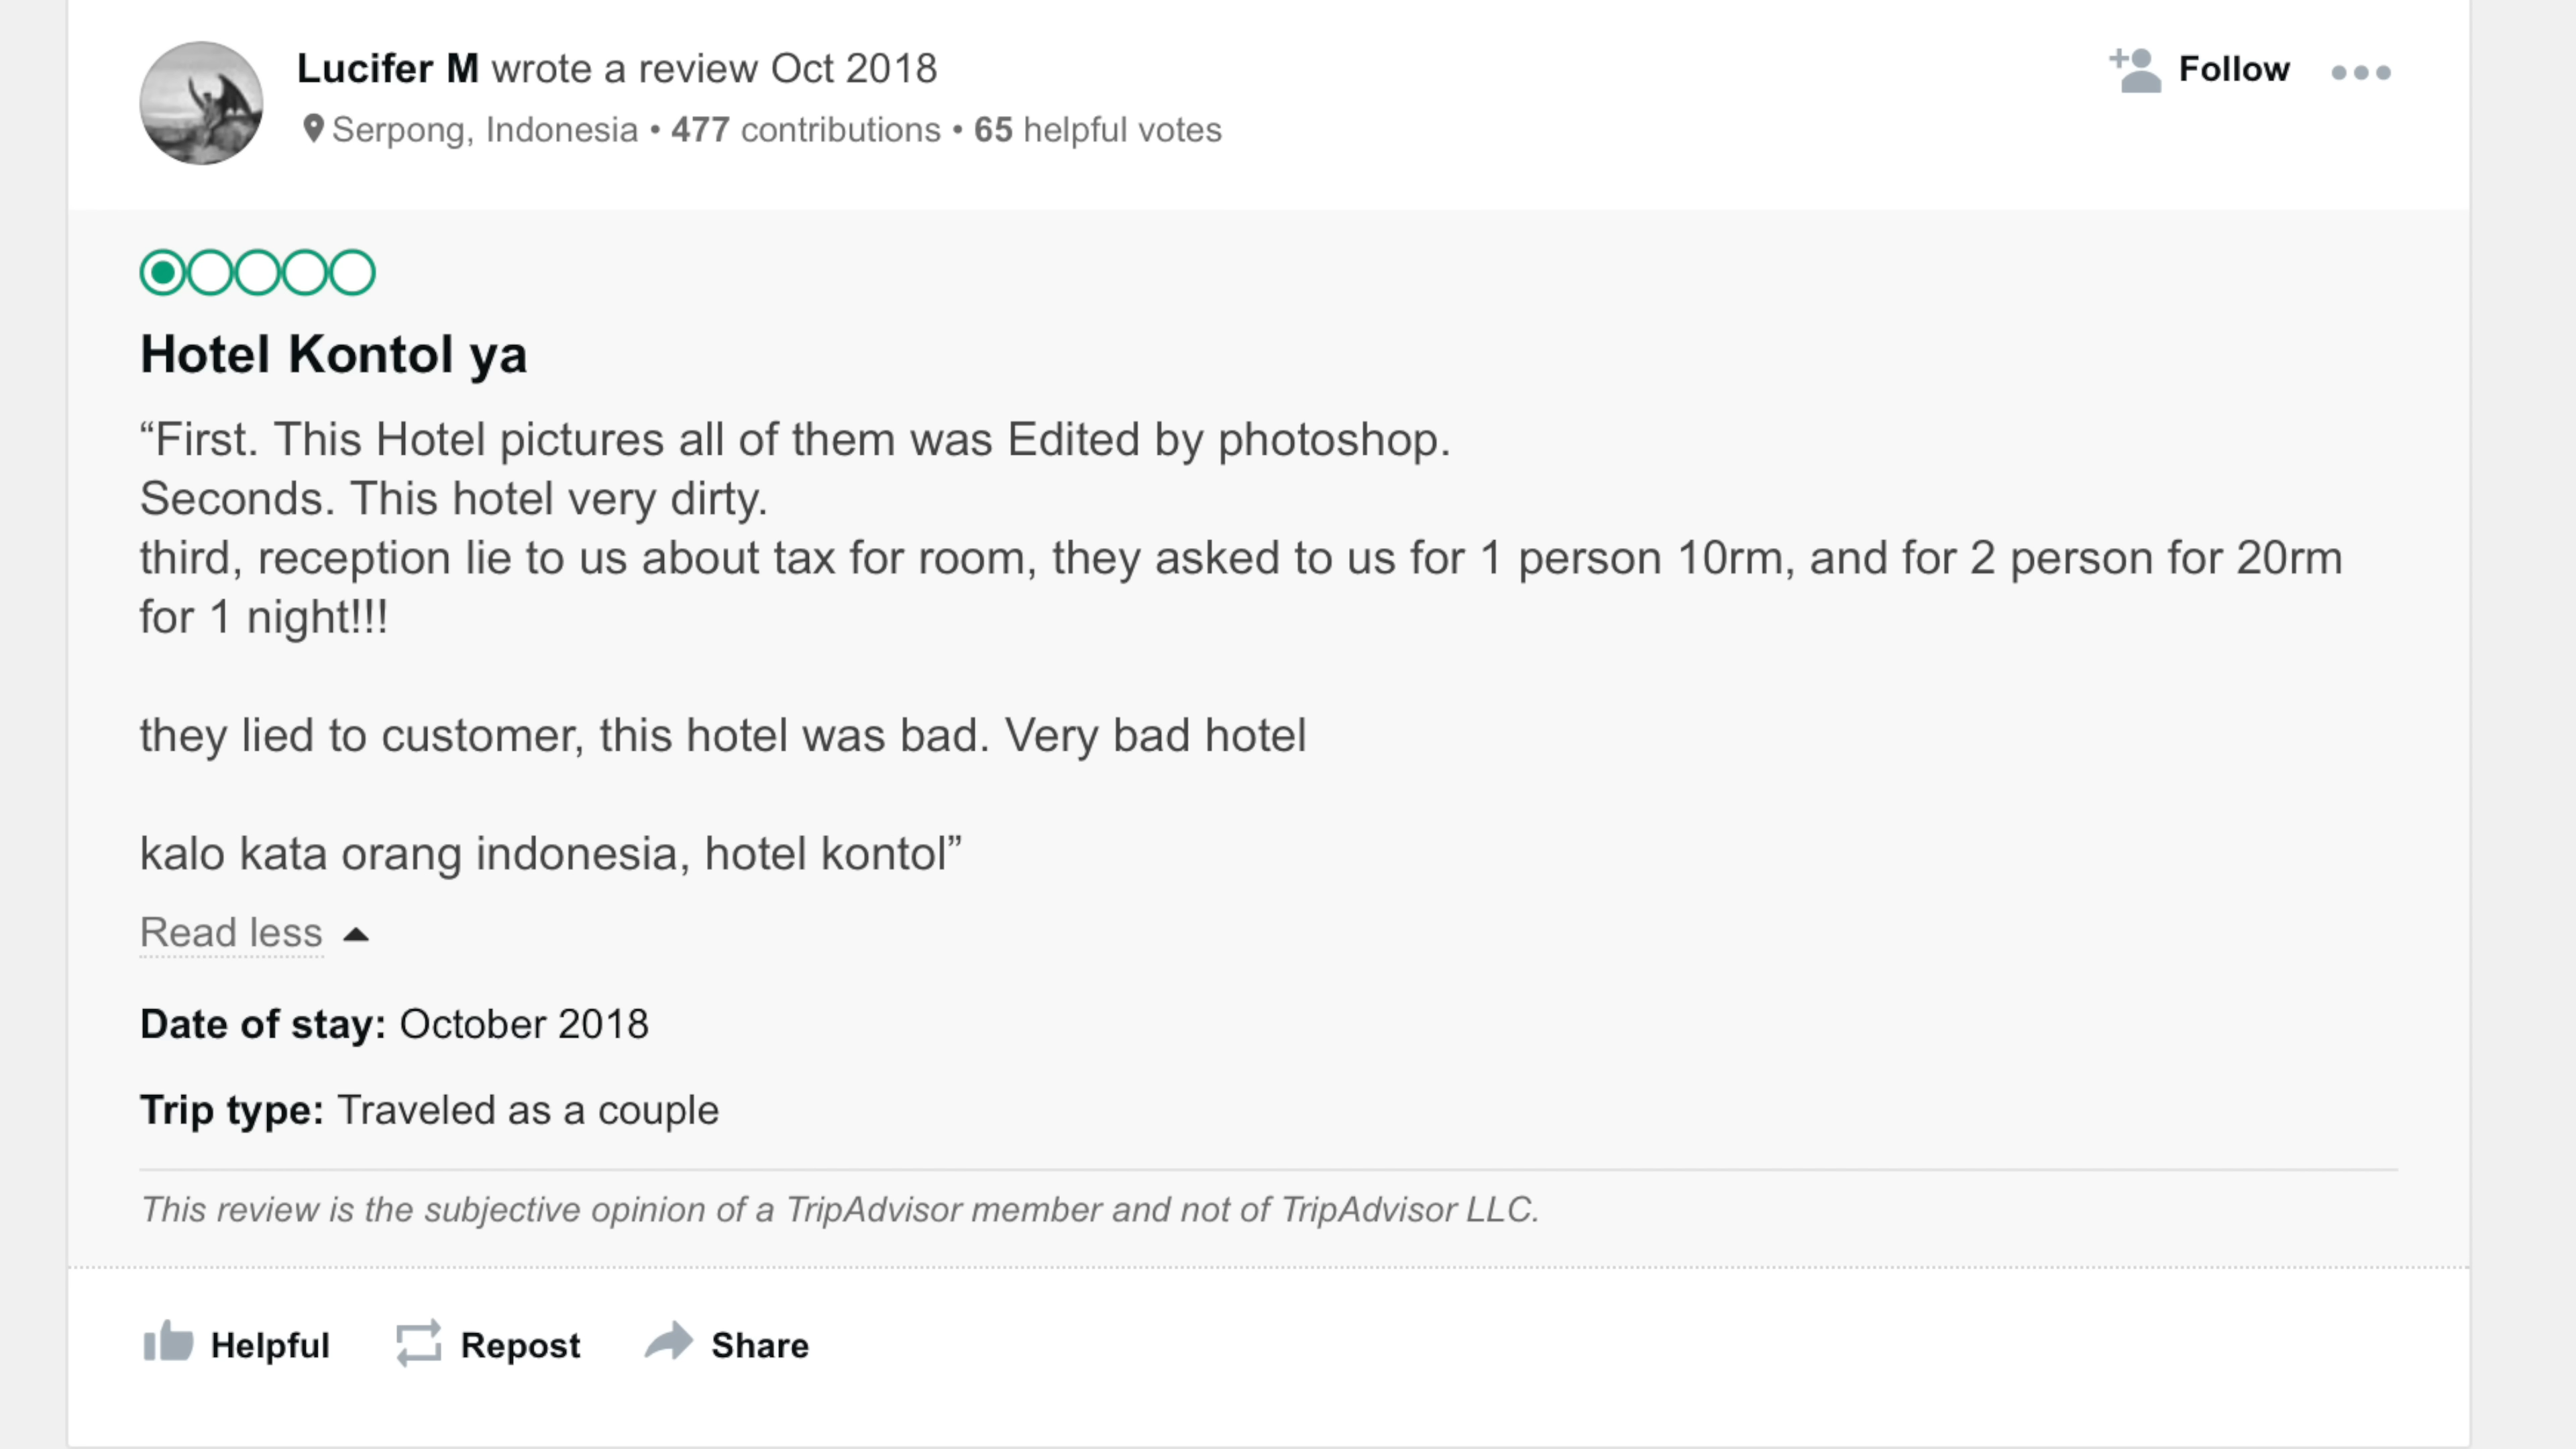 Lucifer M wrote a review Oct 2018
Follow
Serpong, Indonesia • 477 contributions • 65 helpful votes
Hotel Kontol ya
“First. This Hotel pictures all of them was Edited by photoshop.
Seconds. This hotel very dirty.
third, reception lie to us about tax for room, they asked to us for 1 person 10rm, and for 2 person for 20rm
for 1 night!!!
they lied to customer, this hotel was bad. Very bad hotel
kalo kata orang indonesia, hotel kontol”
Read less
Date of stay: October 2018
Trip type: Traveled as a couple
This review is the subjective opinion of a TripAdvisor member and not of TripAdvisor LLC.
Helpful Repost Share